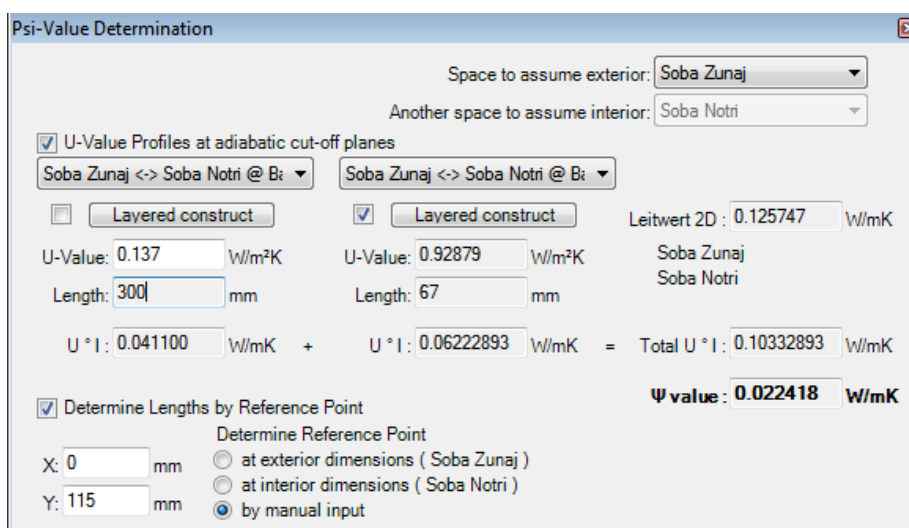 Psi-Value Determination
Space to assume exterior: Soba Zunaj
Another space to assume interior: Soba Notri
U-Value Profiles at adiabatic cut-off planes
Soba Zunaj <-> Soba Notri @ Ba Soba Zunaj <-> Soba Notri @ Ba
Layered construct Layered construct Leitwert 2D : 0.125747 W/mK
U-Value: 0.137 W/m²K U-Value: 0.92879 W/m²K Soba Zunaj
Soba Notri
Length: 300 mm Length: 67 mm
U * l : 0.041100 W/mK + U * l : 0.06222893 W/mK = Total U * l : 0.10332893 W/mK
Ψ value : 0.022418 W/mK
Determine Lengths by Reference Point
Determine Reference Point
X: 0 mm at exterior dimensions ( Soba Zunaj )
at interior dimensions ( Soba Notri )
Y: 115 mm by manual input